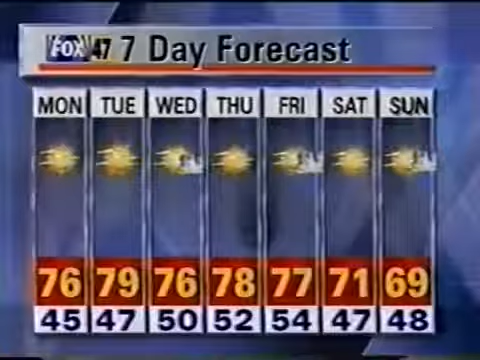 FOX 47 7 Day Forecast
MON TUE WED THU FRI SAT SUN
76 79 76 78 77 71 69
45 47 50 52 54 47 48